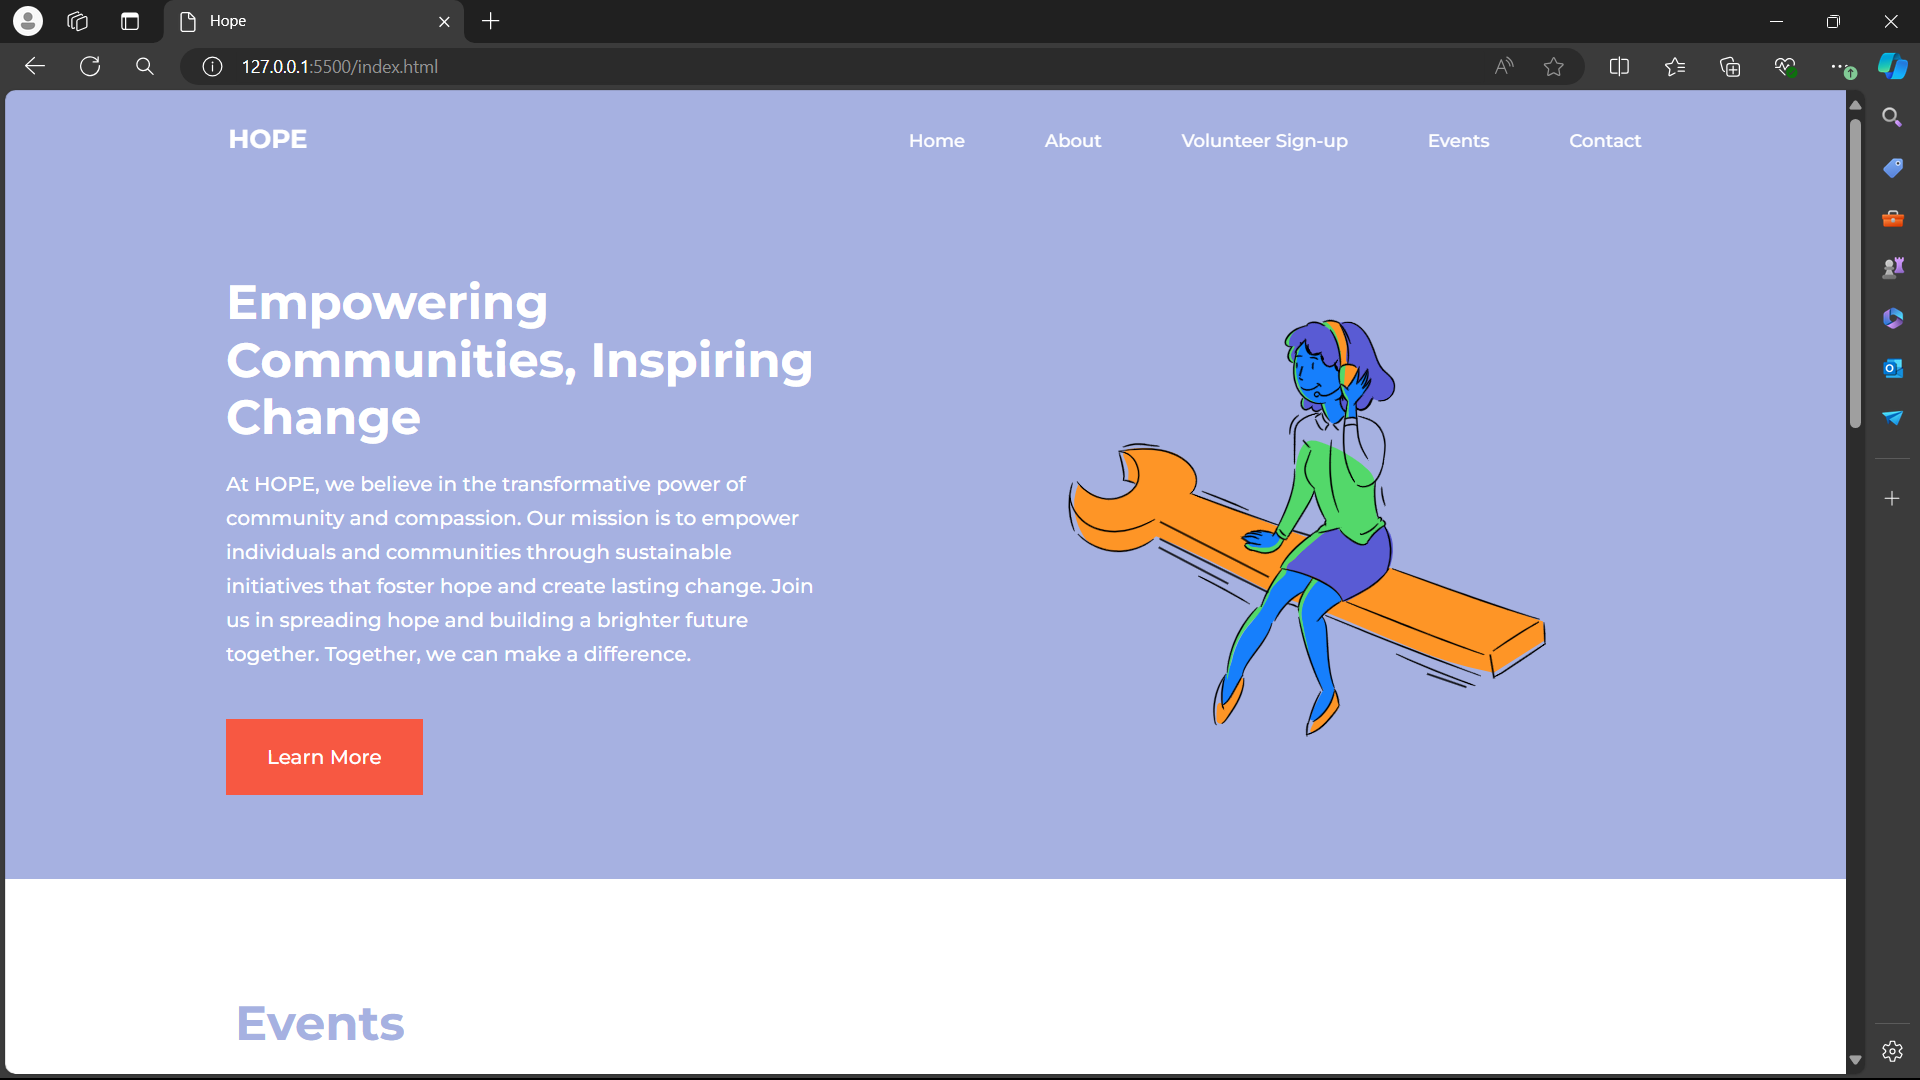 Hope
127.0.0.1:5500/index.html
HOPE
Home
About
Volunteer Sign-up
Events
Contact
Empowering
Communities, Inspiring
Change
At HOPE, we believe in the transformative power of
community and compassion. Our mission is to empower
individuals and communities through sustainable
initiatives that foster hope and create lasting change. Join
us in spreading hope and building a brighter future
together. Together, we can make a difference.
Learn More
Events